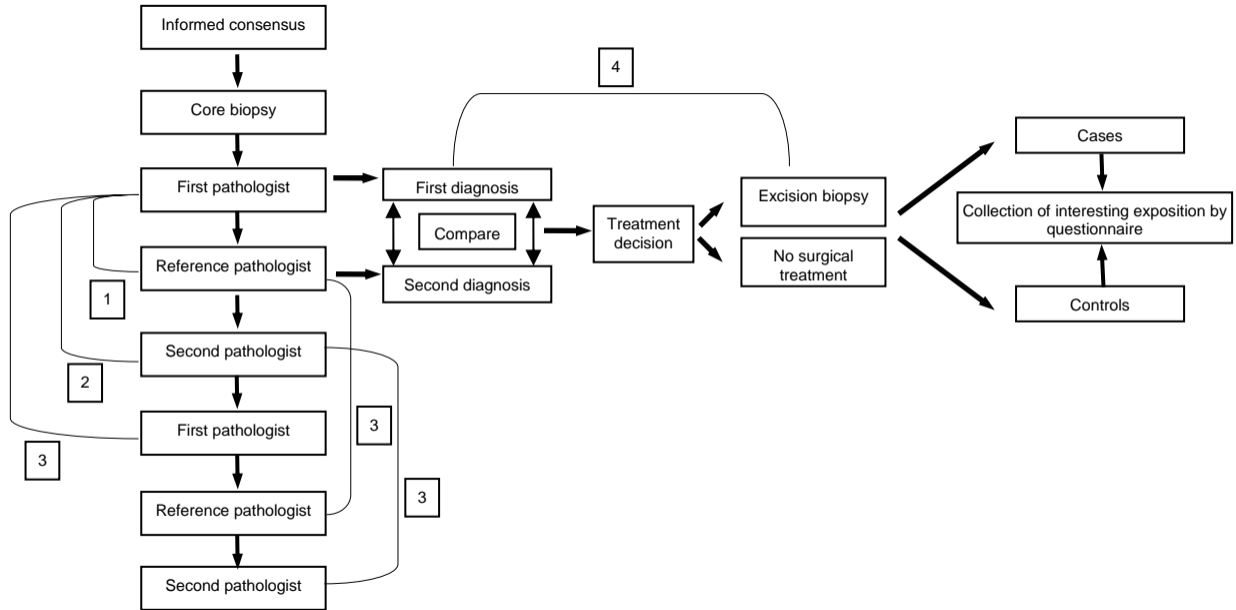 Informed consensus
4
Core biopsy
Cases
First pathologist
First diagnosis
Excision biopsy
Collection of interesting exposition by
questionnaire
Compare
Treatment
decision
Reference pathologist
No surgical
treatment
Second diagnosis
1
Controls
Second pathologist
2
First pathologist
3
3
3
Reference pathologist
Second pathologist